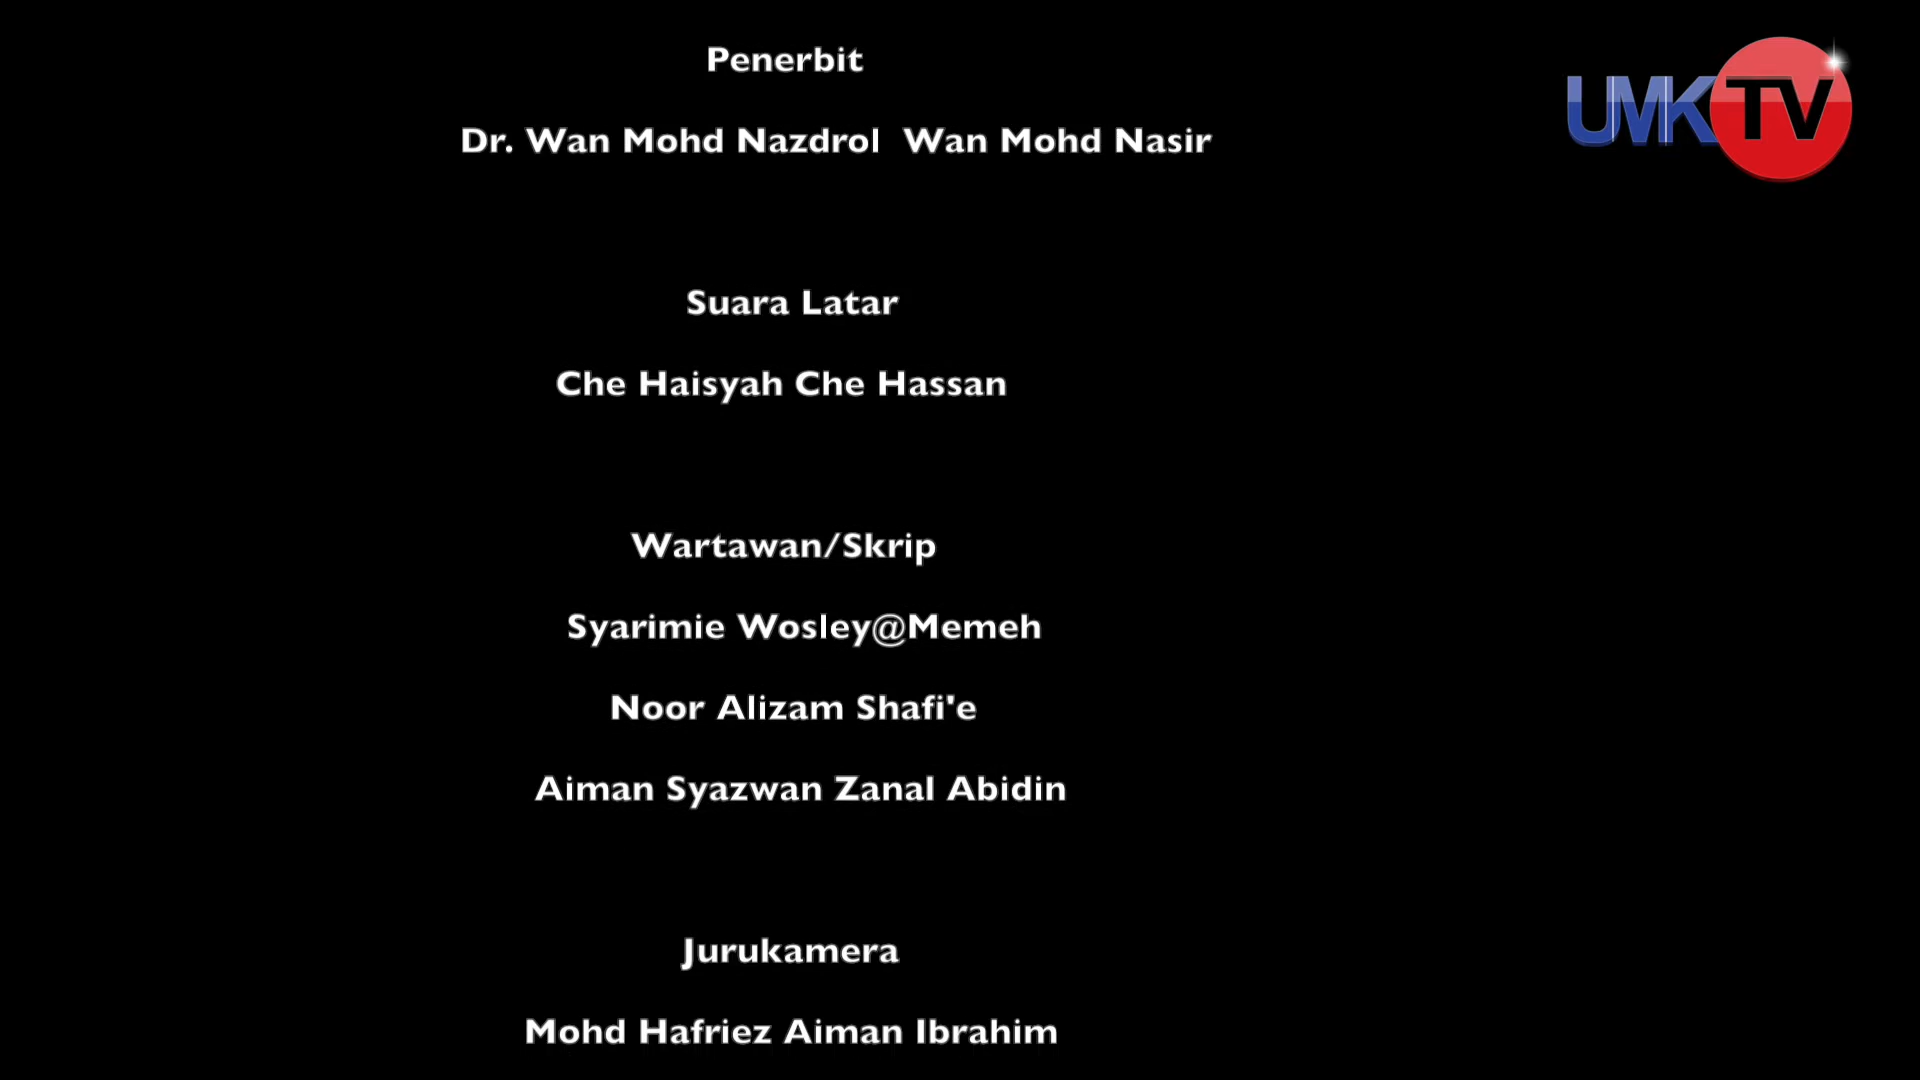 Penerbit
UMKTV
Dr. Wan Mohd Nazdrol  Wan Mohd Nasir
Suara Latar
Che Haisyah Che Hassan
Wartawan/Skrip
Syarimie Wosley@Memeh
Noor Alizam Shafi'e
Aiman Syazwan Zanal Abidin
Jurukamera
Mohd Hafriez Aiman Ibrahim